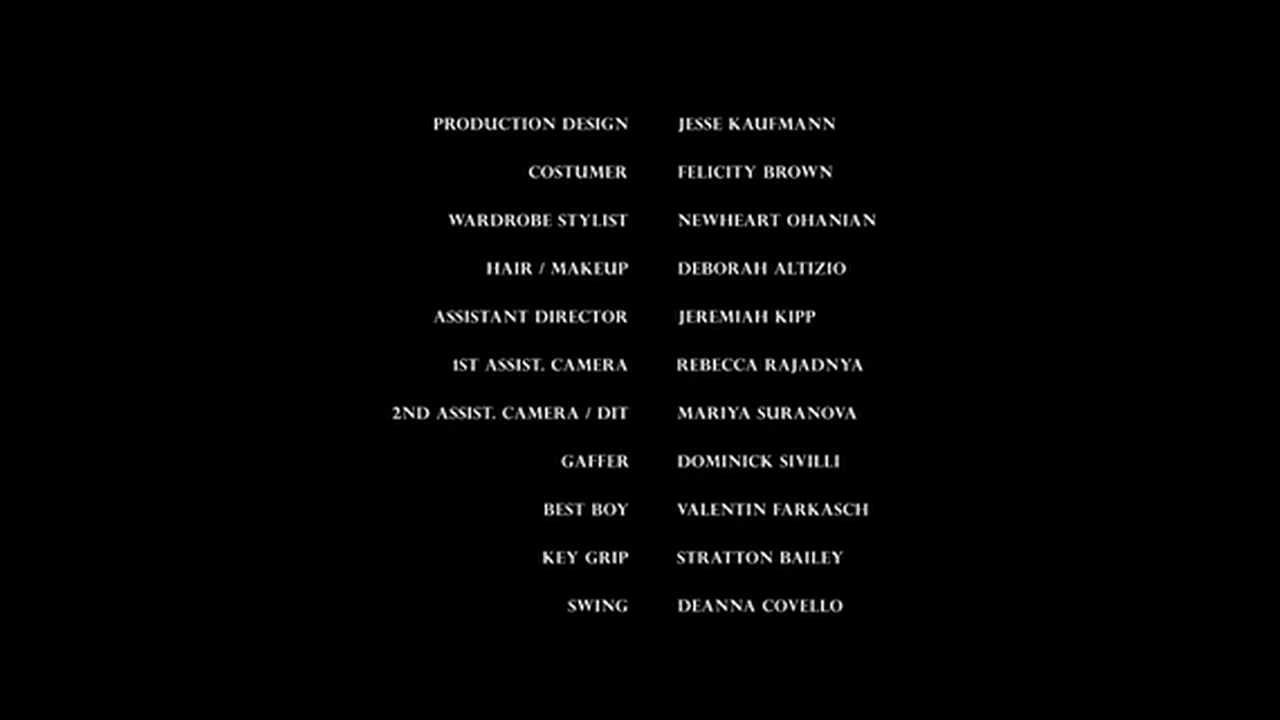 PRODUCTION DESIGN JESSE KAUFMANN
COSTUMER FELICITY BROWN
WARDROBE STYLIST NEWHEART OHANIAN
HAIR / MAKEUP DEBORAH ALTIZIO
ASSISTANT DIRECTOR JEREMIAH KIPP
1ST ASSIST. CAMERA REBECCA RAJADNYA
2ND ASSIST. CAMERA / DIT MARIYA SURANOVA
GAFFER DOMINICK SIVILLI
BEST BOY VALENTIN FARKASCH
KEY GRIP STRATTON BAILEY
SWING DEANNA COVELLO